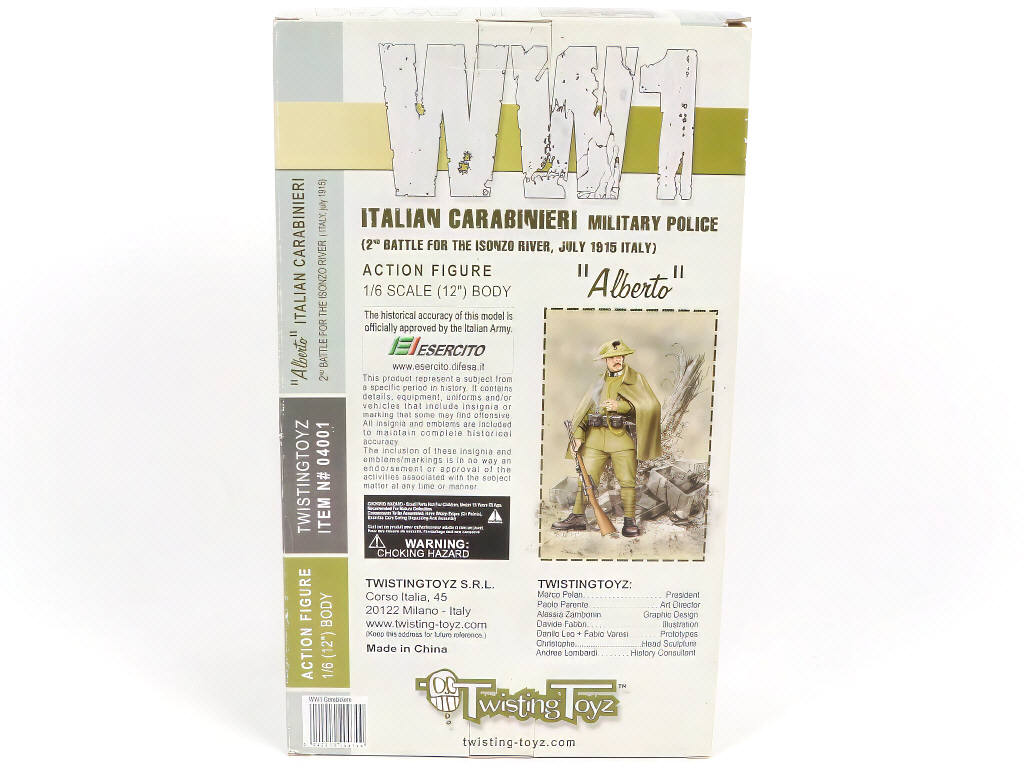 WW1
ITALIAN CARABINIERI MILITARY POLICE
(2ND BATTLE FOR THE ISONZO RIVER, JULY 1915 ITALY)
ACTION FIGURE
1/6 SCALE (12") BODY
"Alberto"
The historical accuracy of this model is
officially approved by the Italian Army.
ESERCITO
www.esercito.difesa.it
This product represent a subject from
a specific period in history. It contains
details, equipment, uniforms and/or
vehicles that include insignia or
marking that some may find offensive.
All insignia and emblems are included
to maintain complete historical
accuracy.
The inclusion of these insignia and
emblems/markings is in no way an
endorsement or approval of the
activities associated with the subject
matter at any time or manner.
WARNING:
CHOKING HAZARD
TWISTINGTOYZ S.R.L.
Corso Italia, 45
20122 Milano - Italy
www.twisting-toyz.com
(Keep this address for future reference.)
Made in China
TWISTINGTOYZ:
Marco Polan President
Paolo Parente Art Director
Alessia Zambonin Graphic Design
Davide Fabbri Illustration
Danilo Leo + Fabio Varesi Prototypes
Christophe Head Sculpture
Andrea Lombardi History Consultant
Twisting Toyz™
twisting-toyz.com
"Alberto" ITALIAN CARABINIERI
2ND BATTLE FOR THE ISONZO RIVER (ITALY, july 1915)
TWISTINGTOYZ
ITEM N# 04001
ACTION FIGURE
1/6 (12") BODY
WW1 Carabiniere